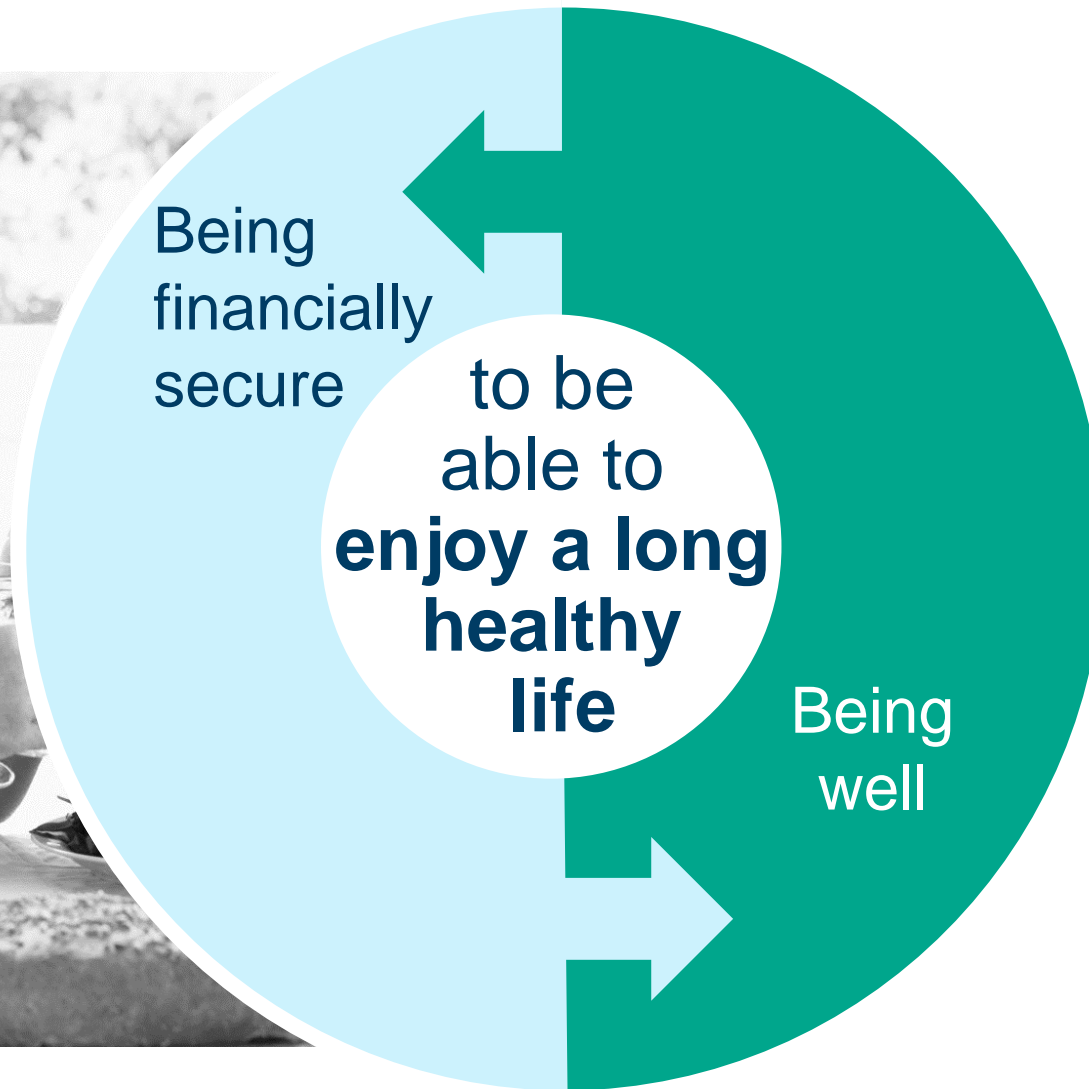 Being
financially
secure
to be
able to
enjoy a long
healthy
life
Being
well